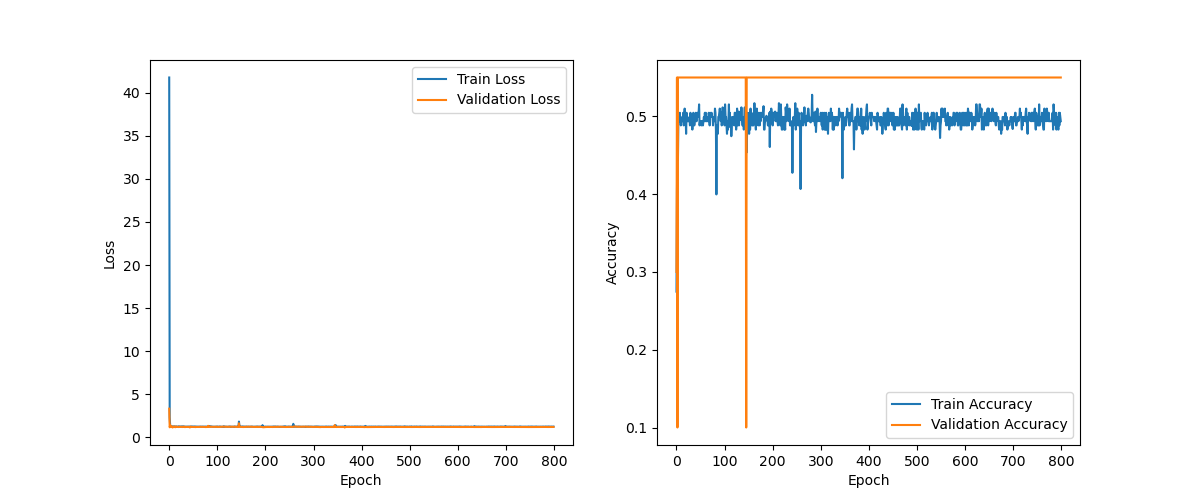 Train Loss
Validation Loss
40
35
30
25
20
15
10
5
0
Loss
0 100 200 300 400 500 600 700 800
Epoch
0.5
0.4
0.3
0.2
0.1
Accuracy
Train Accuracy
Validation Accuracy
0 100 200 300 400 500 600 700 800
Epoch